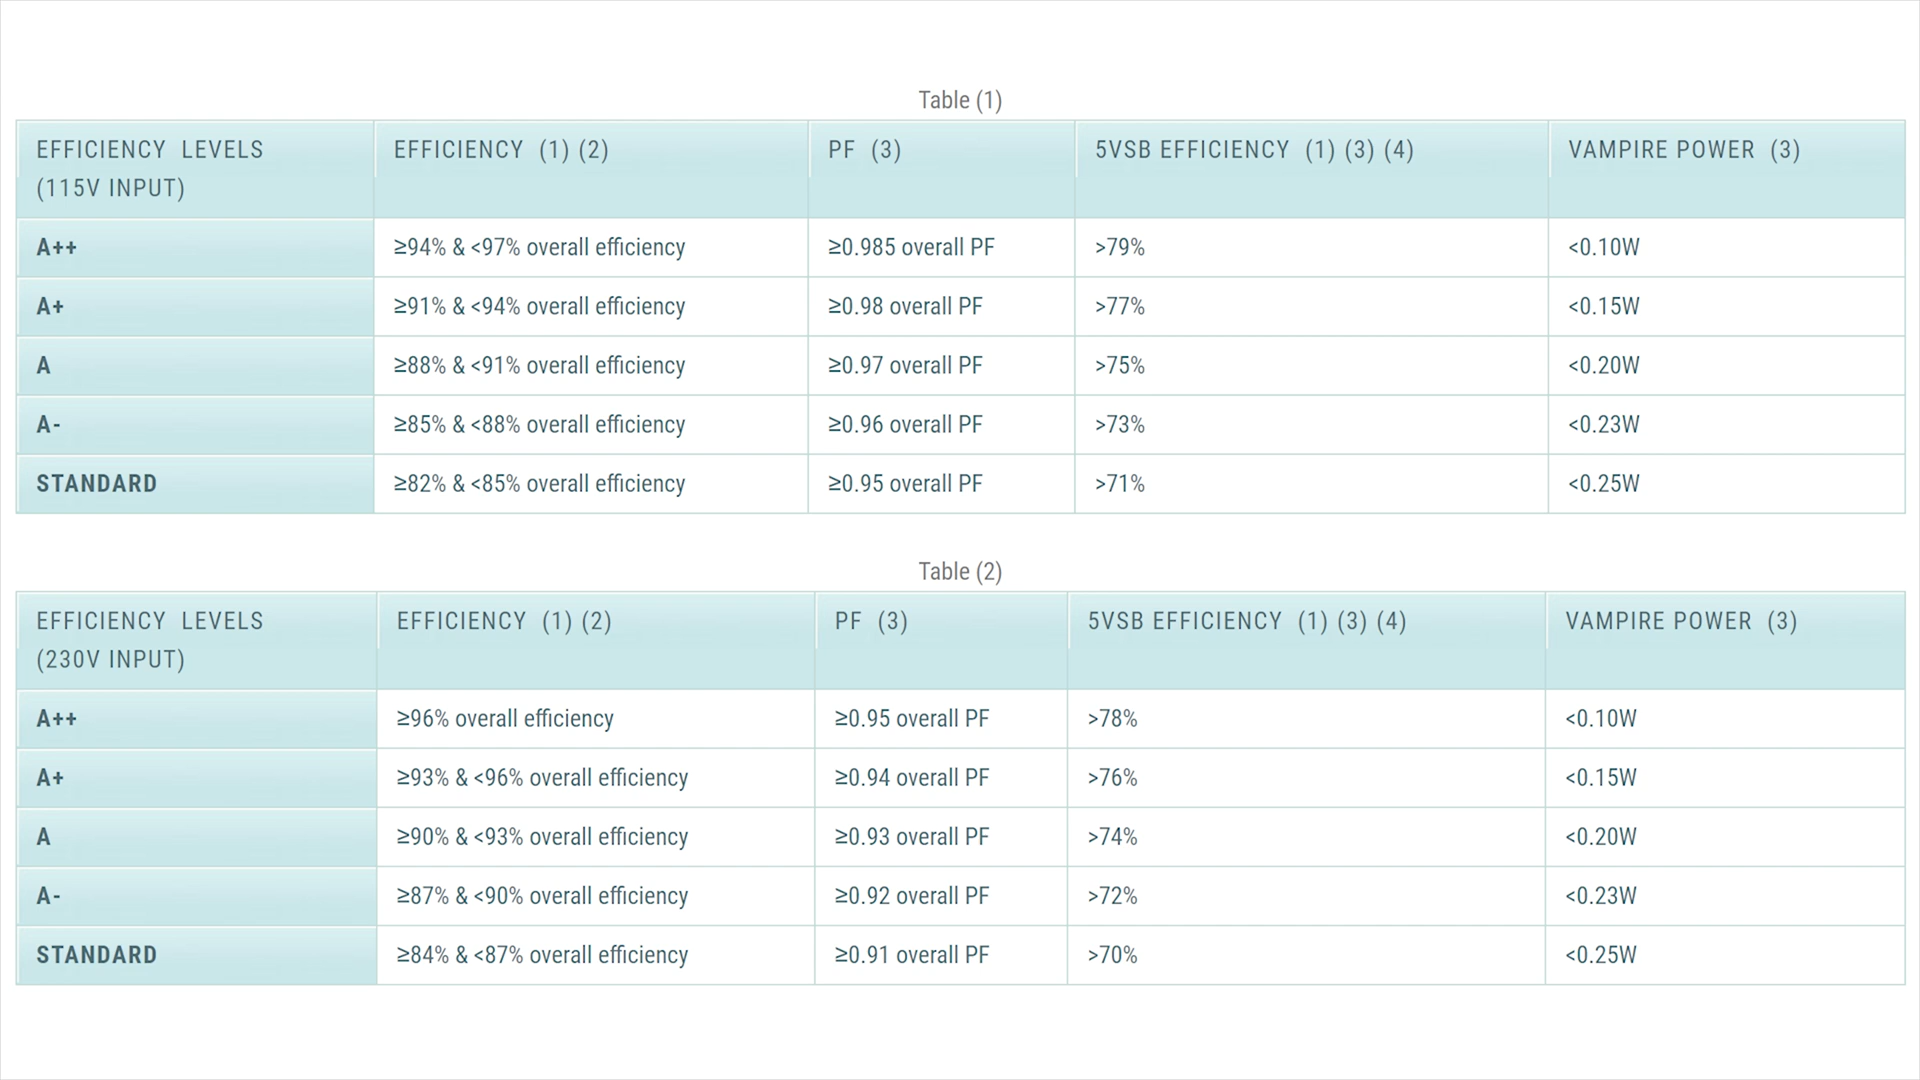 Table (1)
EFFICIENCY LEVELS (115V INPUT) EFFICIENCY (1) (2) PF (3) 5VSB EFFICIENCY (1) (3) (4) VAMPIRE POWER (3)
A++ ≥94% & <97% overall efficiency ≥0.985 overall PF >79% <0.10W
A+ ≥91% & <94% overall efficiency ≥0.98 overall PF >77% <0.15W
A ≥88% & <91% overall efficiency ≥0.97 overall PF >75% <0.20W
A- ≥85% & <88% overall efficiency ≥0.96 overall PF >73% <0.23W
STANDARD ≥82% & <85% overall efficiency ≥0.95 overall PF >71% <0.25W
Table (2)
EFFICIENCY LEVELS (230V INPUT) EFFICIENCY (1) (2) PF (3) 5VSB EFFICIENCY (1) (3) (4) VAMPIRE POWER (3)
A++ ≥96% overall efficiency ≥0.95 overall PF >78% <0.10W
A+ ≥93% & <96% overall efficiency ≥0.94 overall PF >76% <0.15W
A ≥90% & <93% overall efficiency ≥0.93 overall PF >74% <0.20W
A- ≥87% & <90% overall efficiency ≥0.92 overall PF >72% <0.23W
STANDARD ≥84% & <87% overall efficiency ≥0.91 overall PF >70% <0.25W